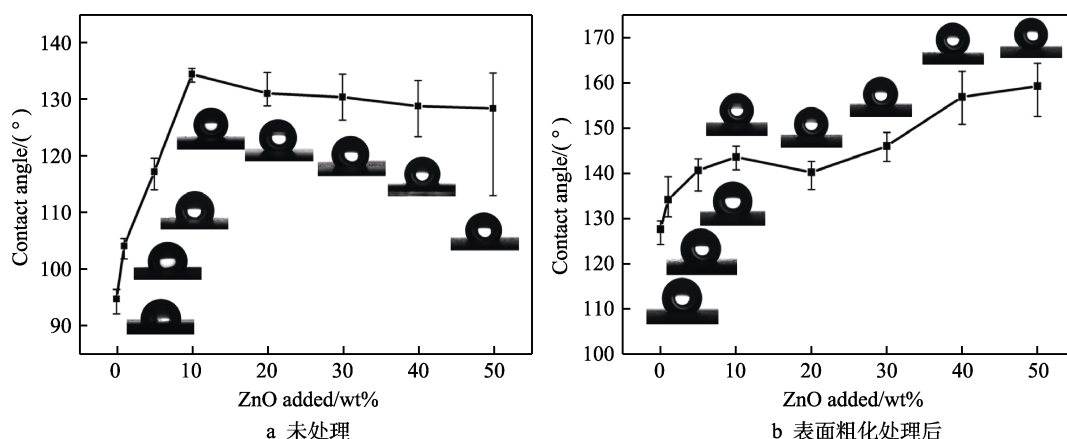 140
130
120
110
100
90
Contact angle/(°)
0 10 20 30 40 50
ZnO added/wt%
a 未处理
170
160
150
140
130
120
110
100
Contact angle/(°)
0 10 20 30 40 50
ZnO added/wt%
b 表面粗化处理后